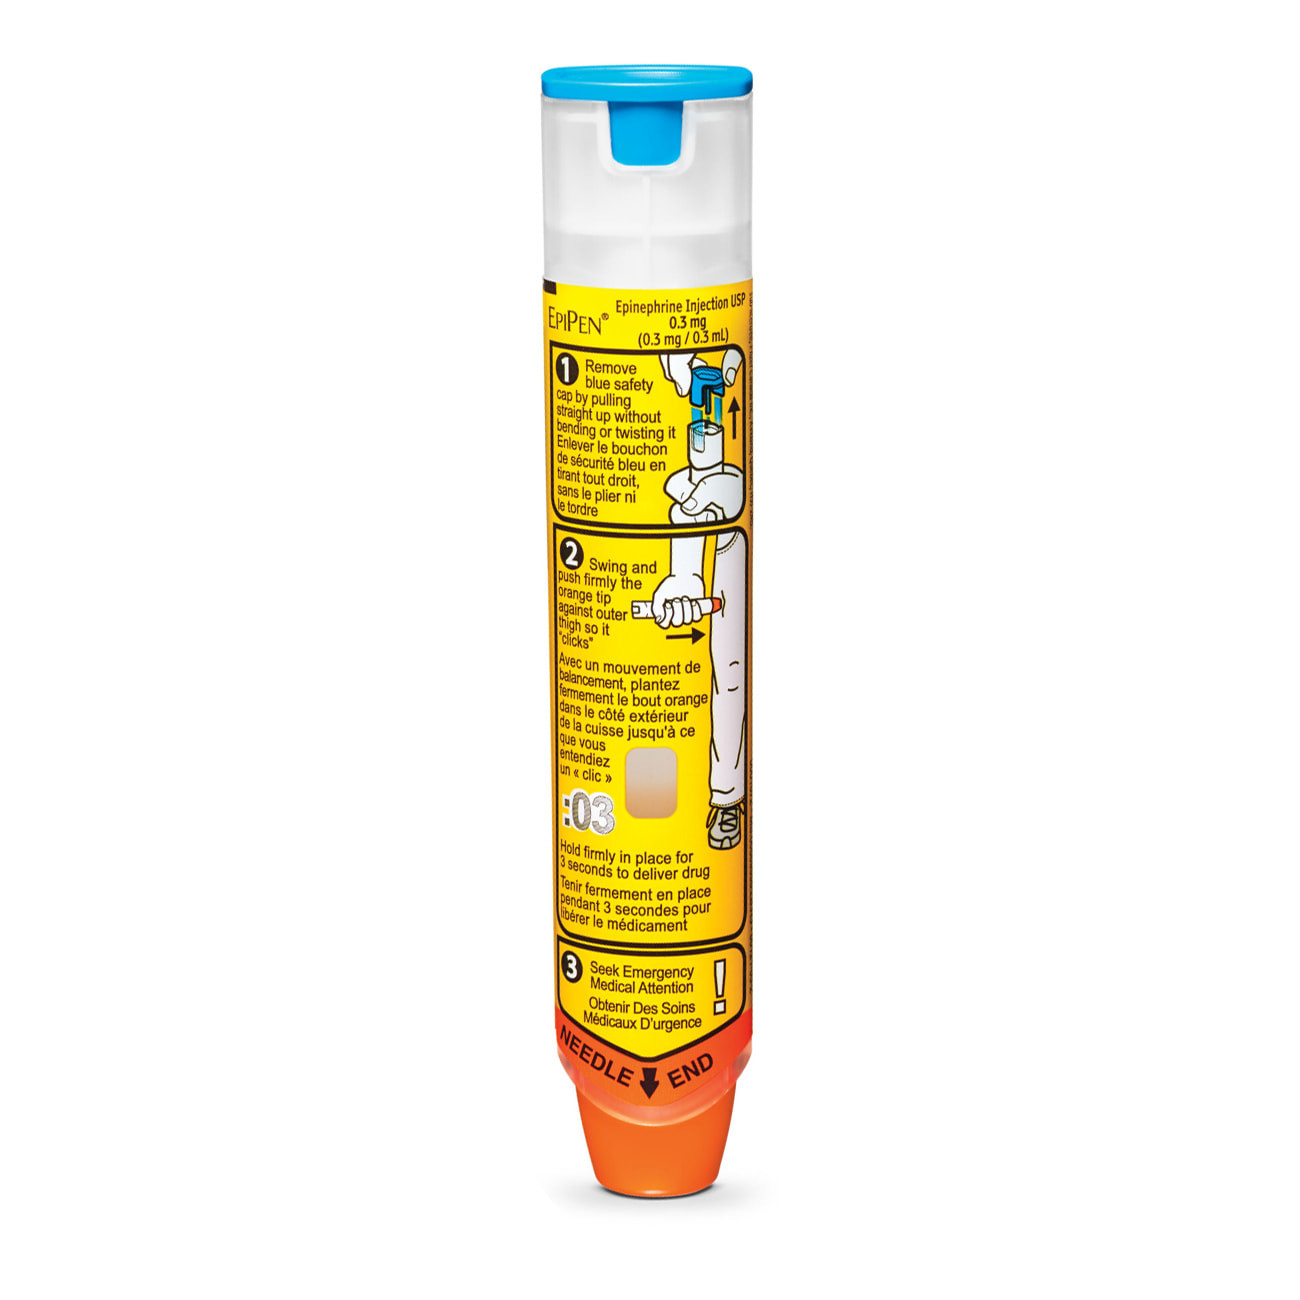 EPIPEN®
Epinephrine Injection USP
0.3 mg
(0.3 mg / 0.3 mL)
1 Remove
blue safety
cap by pulling
straight up without
bending or twisting it
Enlever le bouchon
de sécurité bleu en
tirant tout droit,
sans le plier ni
le tordre
2 Swing and
push firmly the
orange tip
against outer
thigh so it
"clicks"
Avec un mouvement de
balancement, plantez
fermement le bout orange
dans le côté extérieur
de la cuisse jusqu'à ce
que vous
entendiez
un « clic »
:03
Hold firmly in place for
3 seconds to deliver drug
Tenir fermement en place
pendant 3 secondes pour
libérer le médicament
3 Seek Emergency
Medical Attention
Obtenir Des Soins
Médicaux D'urgence
!
NEEDLE END